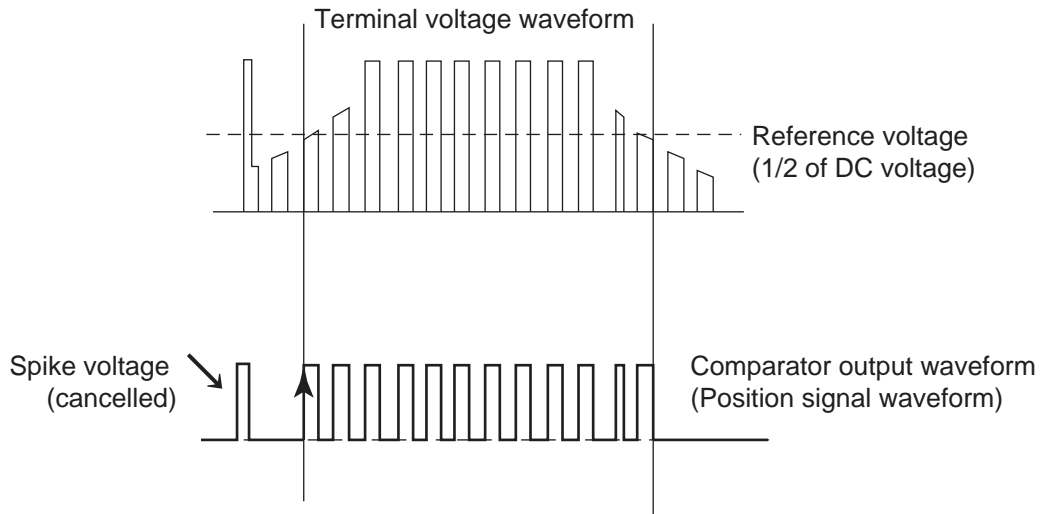 Terminal voltage waveform
Reference voltage
(1/2 of DC voltage)
Spike voltage
(cancelled)
Comparator output waveform
(Position signal waveform)